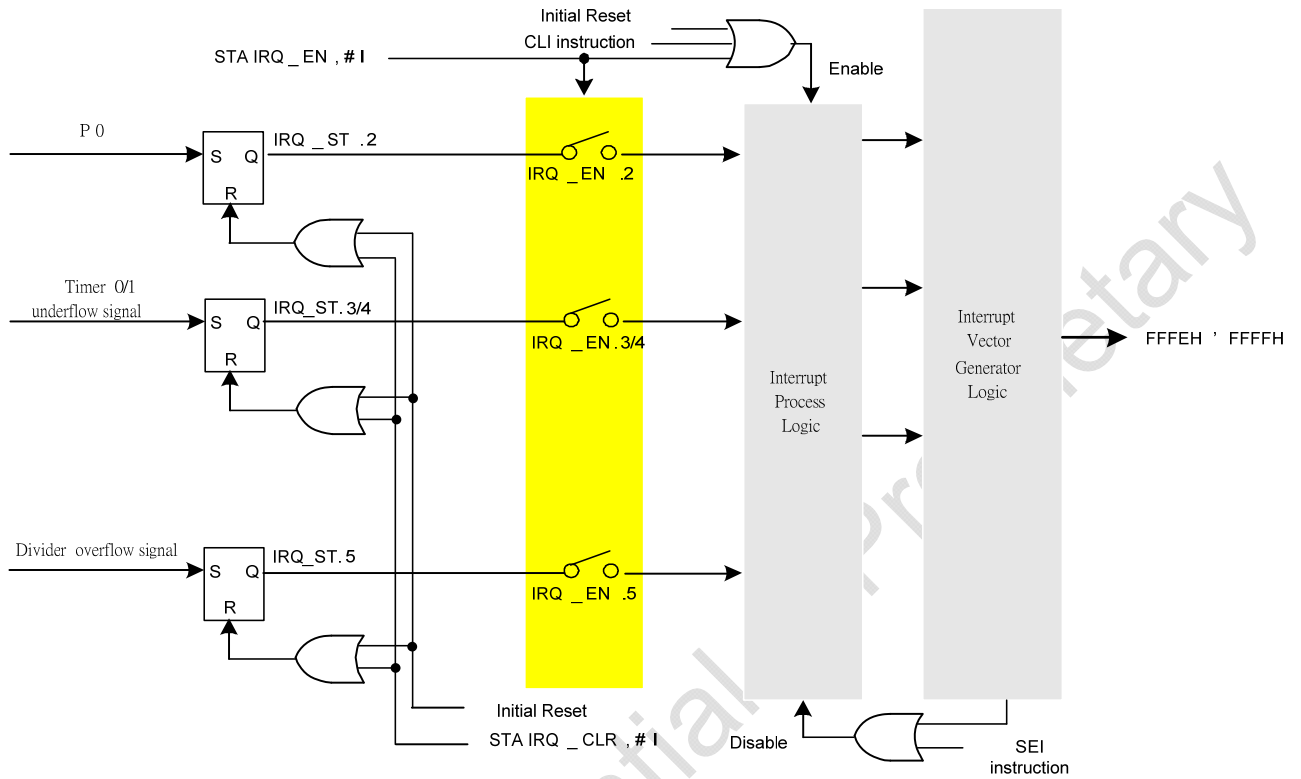 Initial Reset
CLI instruction
STA IRQ _ EN , # I
Enable
P 0
IRQ _ ST .2
S Q
R
IRQ _ EN .2
Timer 0/1
underflow signal
IRQ_ST. 3/4
S Q
R
IRQ _ EN. 3/4
Interrupt
Process
Logic
Interrupt
Vector
Generator
Logic
FFFEH ’ FFFFH
Divider overflow signal
IRQ_ST. 5
S Q
R
IRQ _ EN .5
Initial Reset
STA IRQ _ CLR , # I
Disable
SEI
instruction